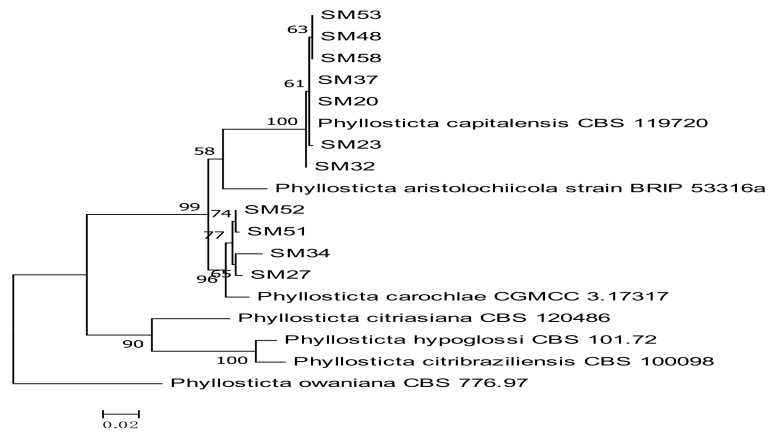 SM53
63
SM48
SM58
SM37
61
SM20
100
Phyllosticta capitalensis CBS 119720
SM23
58
SM32
Phyllosticta aristolochiicola strain BRIP 53316a
99
74
SM52
SM51
77
SM34
65
SM27
96
Phyllosticta carochlae CGMCC 3.17317
Phyllosticta citriasiana CBS 120486
90
Phyllosticta hypoglossi CBS 101.72
100
Phyllosticta citribraziliensis CBS 100098
Phyllosticta owaniana CBS 776.97
0.02